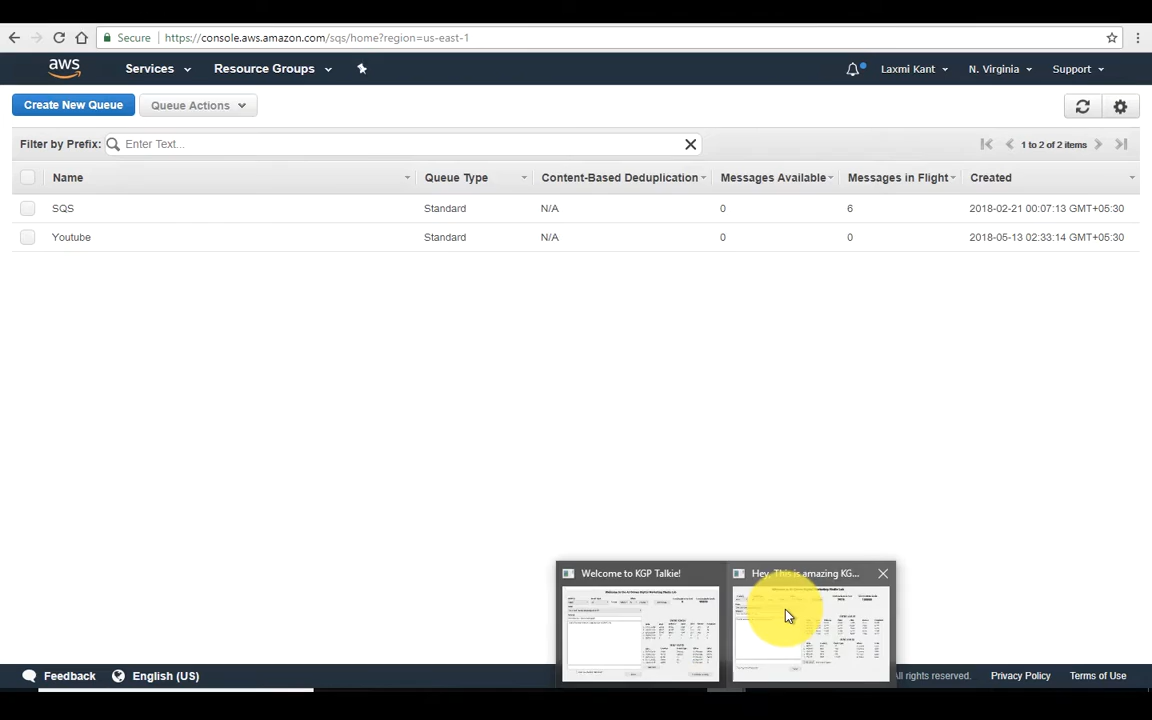 Secure https://console.aws.amazon.com/sqs/home?region=us-east-1
aws Services Resource Groups Laxmi Kant N. Virginia Support
Create New Queue Queue Actions
Filter by Prefix: Enter Text... 1 to 2 of 2 items
Name Queue Type Content-Based Deduplication Messages Available Messages in Flight Created
SQS Standard N/A 0 6 2018-02-21 00:07:13 GMT+05:30
Youtube Standard N/A 0 0 2018-05-13 02:33:14 GMT+05:30
Welcome to KGP Talkie! Hey, This is amazing KG...
Feedback English (US) All rights reserved. Privacy Policy Terms of Use